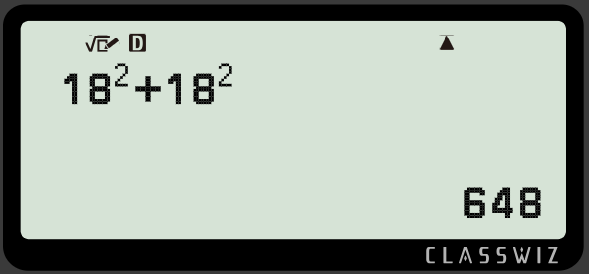 √ D
18²+18²
648
CLASSWIZ